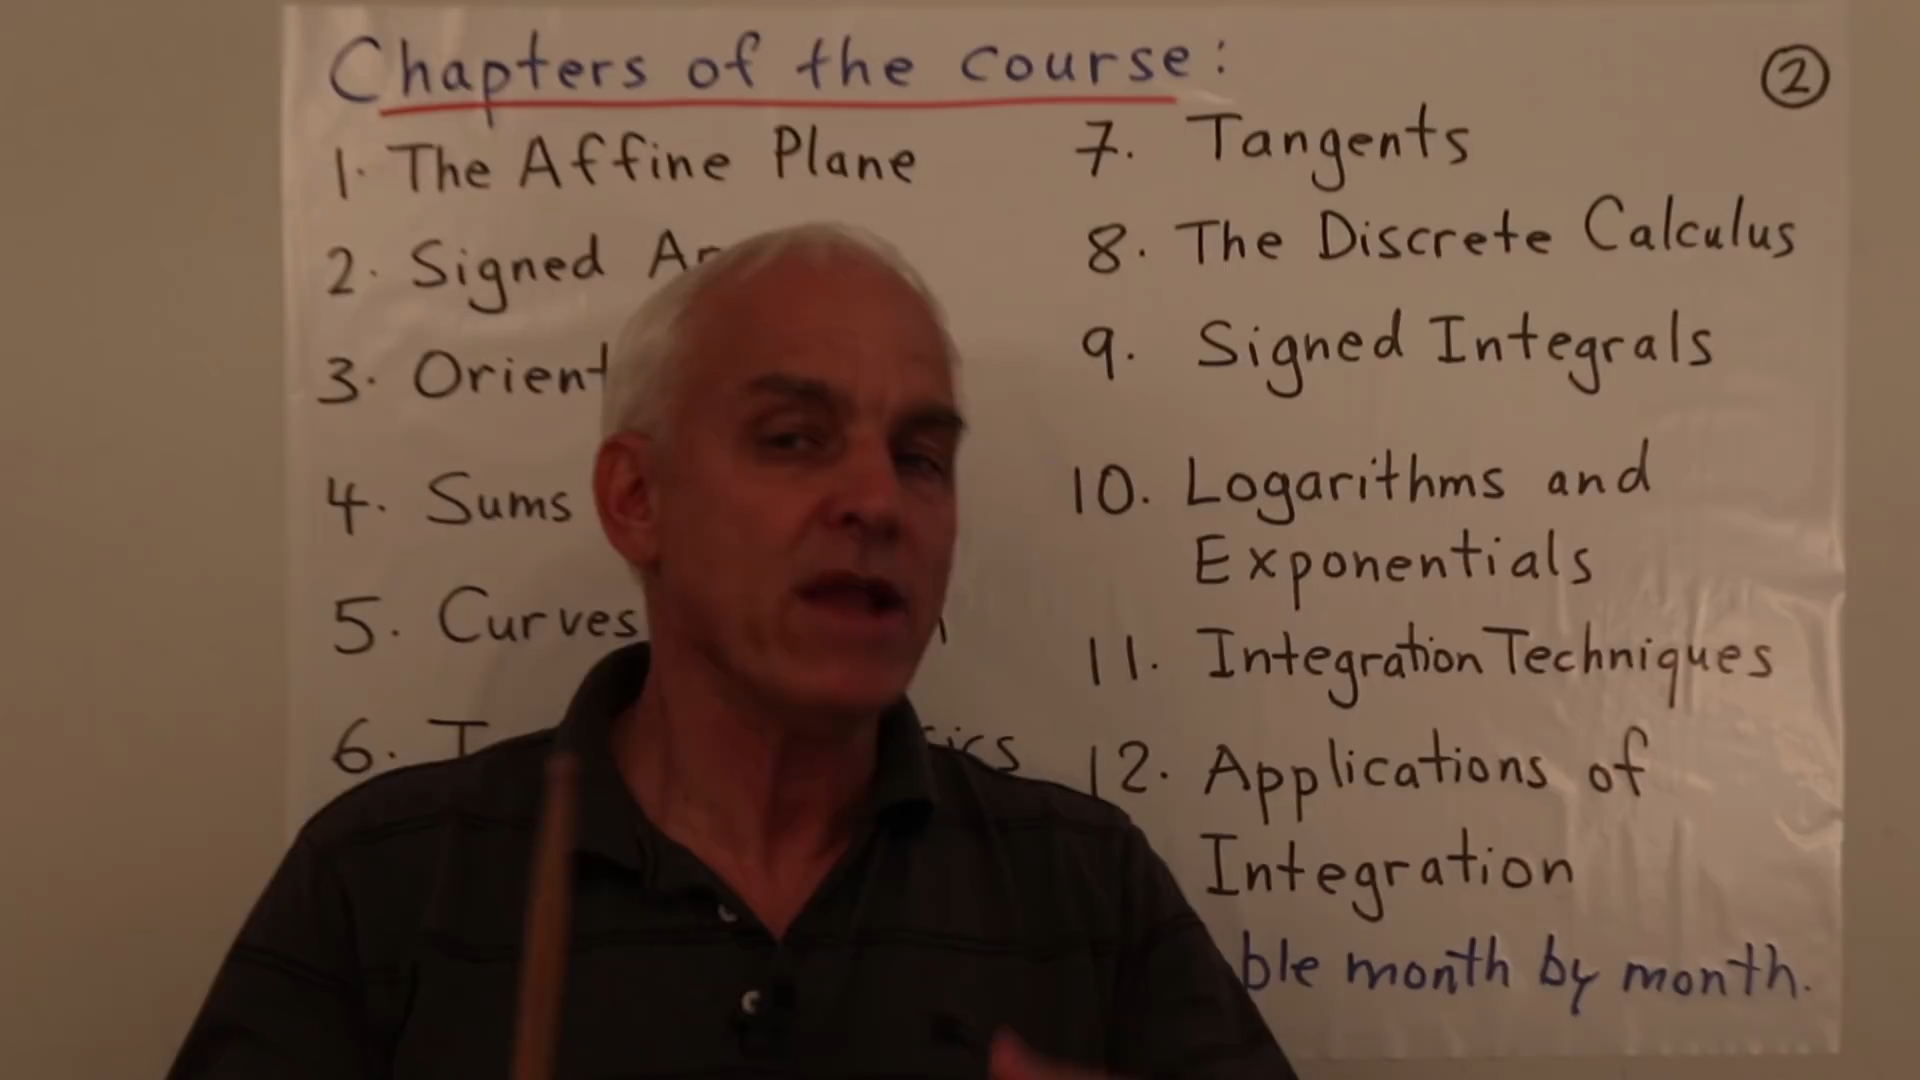 Chapters of the course:
②
1. The Affine Plane
2. Signed
3.
4. Sums
5. Curves
6.
7. Tangents
8. The Discrete Calculus
9. Signed Integrals
10. Logarithms and
Exponentials
11. Integration Techniques
12. Applications of
Integration
month by month.